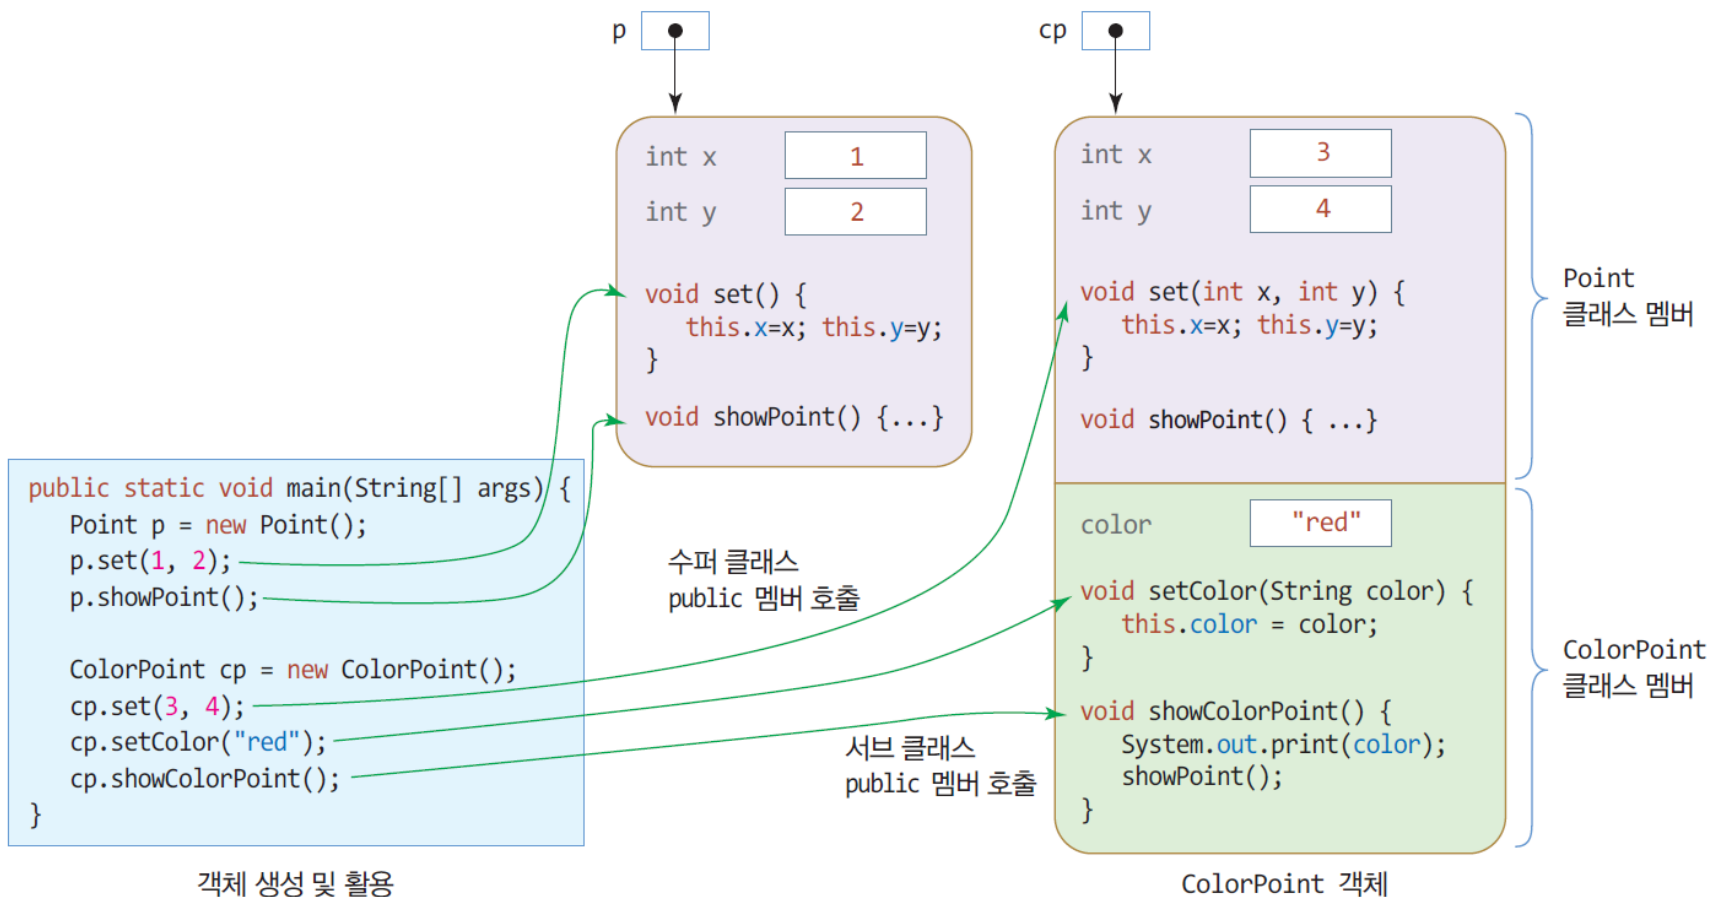 p
int x 1
int y 2
void set() {
this.x=x; this.y=y;
}
void showPoint() {...}
cp
int x 3
int y 4
void set(int x, int y) {
this.x=x; this.y=y;
}
void showPoint() { ...}
color "red"
void setColor(String color) {
this.color = color;
}
void showColorPoint() {
System.out.print(color);
showPoint();
}
Point
클래스 멤버
ColorPoint
클래스 멤버
public static void main(String[] args) {
Point p = new Point();
p.set(1, 2);
p.showPoint();
ColorPoint cp = new ColorPoint();
cp.set(3, 4);
cp.setColor("red");
cp.showColorPoint();
}
수퍼 클래스
public 멤버 호출
서브 클래스
public 멤버 호출
객체 생성 및 활용
ColorPoint 객체